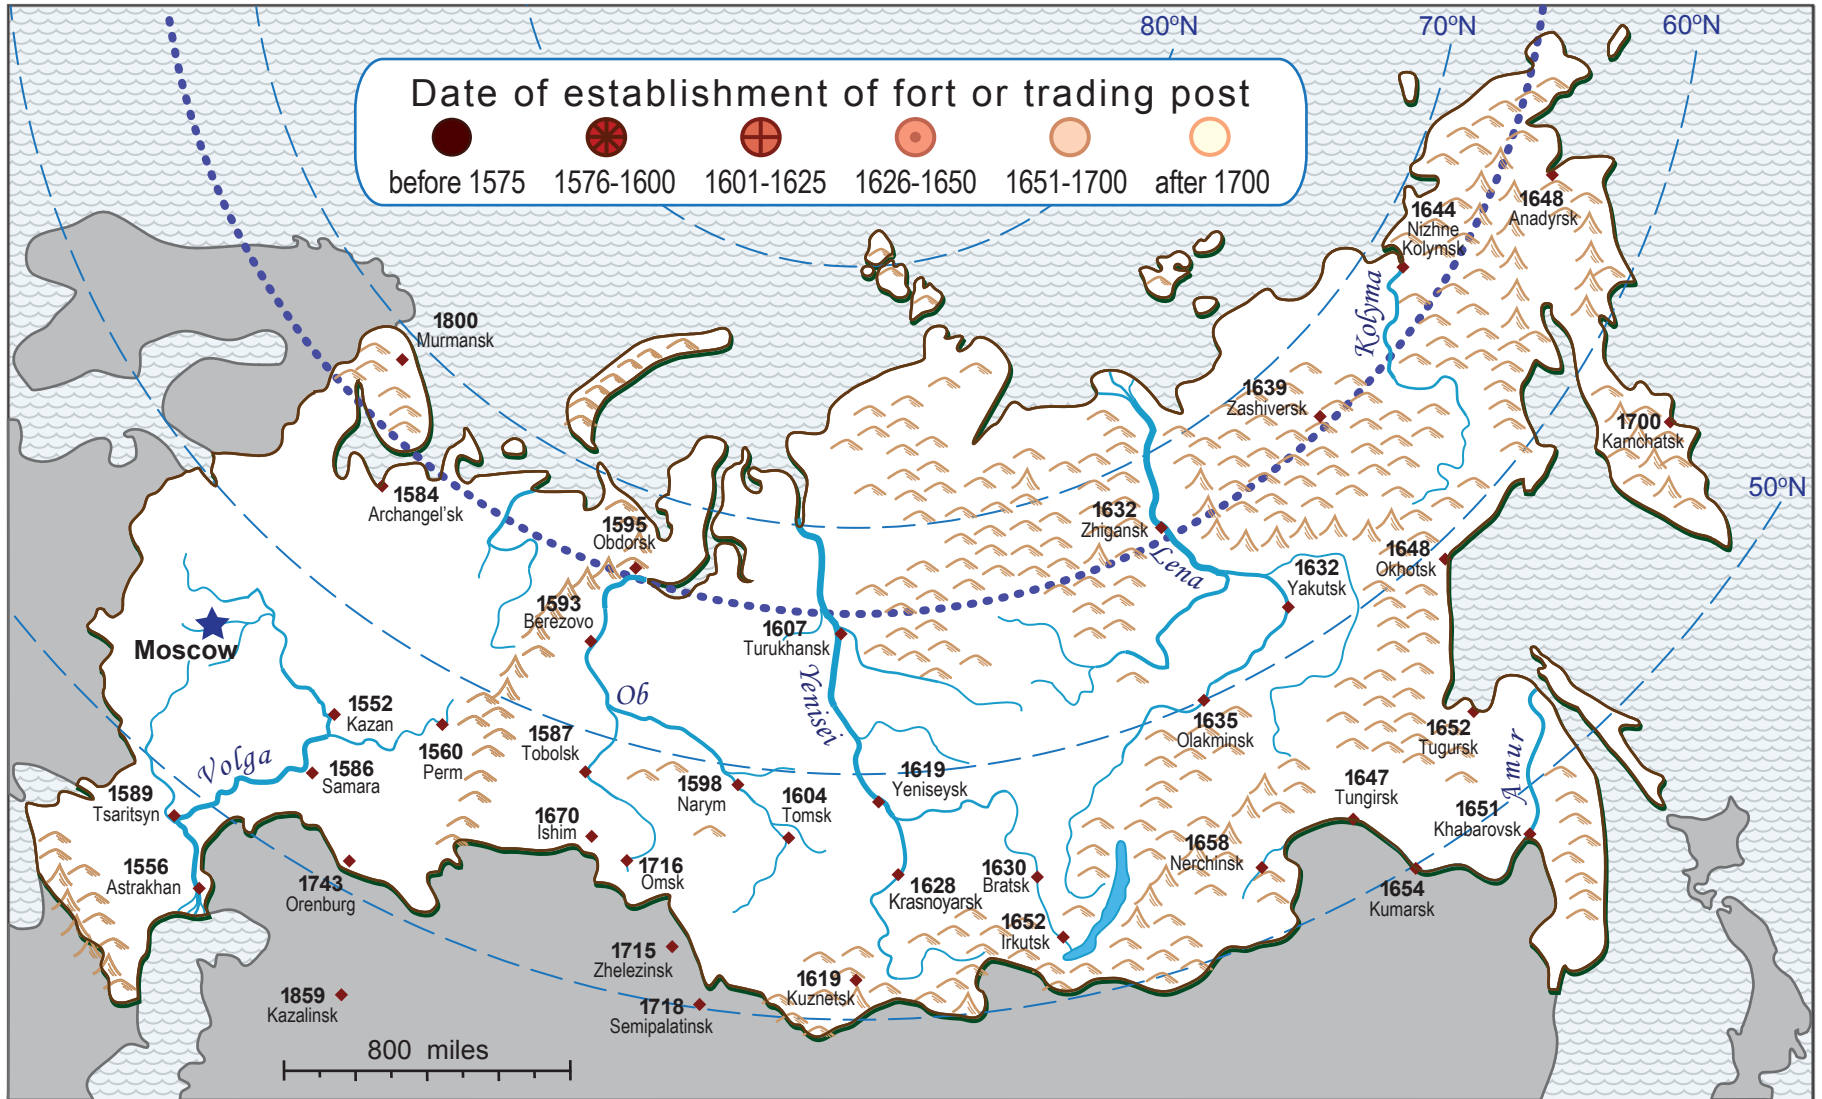 80°N
70°N
60°N
Date of establishment of fort or trading post
before 1575
1576-1600
1601-1625
1626-1650
1651-1700
after 1700
1644
Nizhne
Kolymsk
1648
Anadyrsk
Kolyma
1800
Murmansk
1639
Zashiversk
1700
Kamchatsk
50°N
1584
Archangel'sk
1595
Obdorsk
1632
Zhigansk
Lena
1632
Yakutsk
1648
Okhotsk
1593
Berezovo
1607
Turukhansk
Moscow
Ob
Yenisei
1552
Kazan
1560
Perm
1587
Tobolsk
1635
Olakminsk
1652
Tugursk
Amur
Volga
1586
Samara
1589
Tsaritsyn
1598
Narym
1604
Tomsk
1619
Yeniseysk
1647
Tungirsk
1651
Khabarovsk
1670
Ishim
1716
Omsk
1556
Astrakhan
1743
Orenburg
1628
Krasnoyarsk
1630
Bratsk
1658
Nerchinsk
1654
Kumarsk
1652
Irkutsk
1715
Zhelezinsk
1619
Kuznetsk
1859
Kazalinsk
1718
Semipalatinsk
800 miles